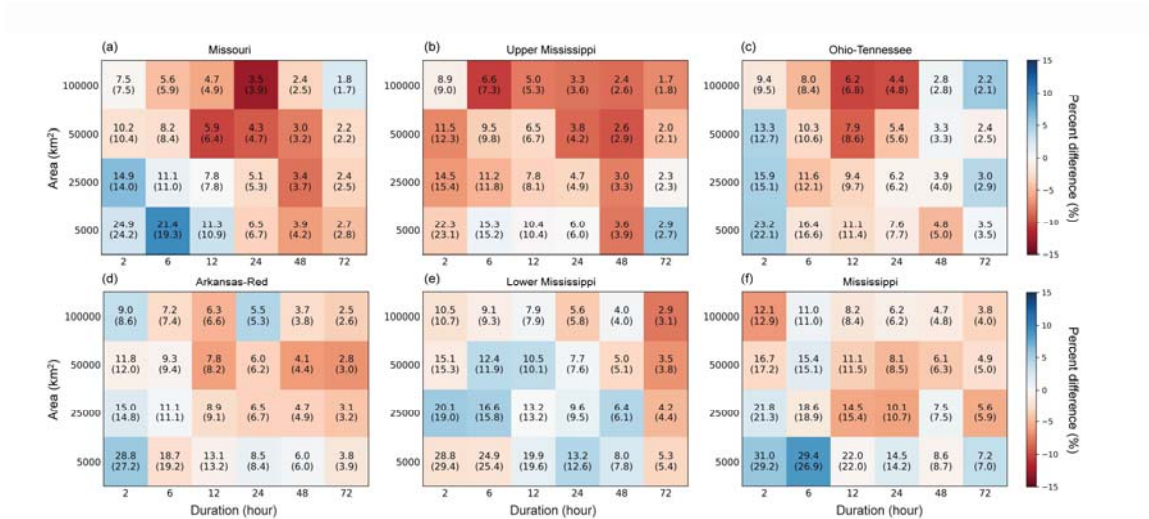 (a) Missouri
100000 7.5 5.6 4.7 3.5 2.4 1.8
(7.5) (5.9) (4.9) (3.9) (2.5) (1.7)
50000 10.2 8.2 5.9 4.3 3.0 2.2
(10.4) (8.4) (6.4) (4.7) (3.2) (2.2)
25000 14.9 11.1 7.8 5.1 3.4 2.4
(14.0) (11.0) (7.8) (5.3) (3.7) (2.5)
5000 24.9 21.4 11.3 6.5 3.9 2.7
(24.2) (19.3) (10.9) (6.7) (4.2) (2.8)
2 6 12 24 48 72
Area (km²)
(b) Upper Mississippi
8.9 6.6 5.0 3.3 2.4 1.7
(9.0) (7.3) (5.3) (3.6) (2.6) (1.8)
11.5 9.5 6.5 3.8 2.6 2.0
(12.3) (9.8) (6.7) (4.2) (2.9) (2.1)
14.5 11.2 7.8 4.7 3.0 2.3
(15.4) (11.8) (8.1) (4.9) (3.3) (2.3)
22.3 15.3 10.4 6.0 3.6 2.9
(23.1) (15.2) (10.4) (6.0) (3.9) (2.7)
2 6 12 24 48 72
(c) Ohio-Tennessee
100000 9.4 8.0 6.2 4.4 2.8 2.2
(9.5) (8.4) (6.8) (4.8) (2.8) (2.1)
50000 13.3 10.3 7.9 5.4 3.3 2.4
(12.7) (10.6) (8.6) (5.6) (3.3) (2.5)
25000 15.9 11.6 9.4 6.2 3.9 3.0
(15.1) (12.1) (9.7) (6.2) (4.0) (2.9)
5000 23.2 16.4 11.1 7.6 4.8 3.5
(22.1) (16.6) (11.4) (7.7) (5.0) (3.5)
2 6 12 24 48 72
15
10
5
0
−5
−10
−15
Percent difference (%)
(d) Arkansas-Red
100000 9.0 7.2 6.3 5.5 3.7 2.5
(8.6) (7.4) (6.6) (5.3) (3.8) (2.6)
50000 11.8 9.3 7.8 6.0 4.1 2.8
(12.0) (9.4) (8.2) (6.2) (4.4) (3.0)
25000 15.0 11.1 8.9 6.5 4.7 3.1
(14.8) (11.1) (9.1) (6.7) (4.9) (3.2)
5000 28.8 18.7 13.1 8.5 6.0 3.8
(27.2) (19.2) (13.2) (8.4) (6.0) (3.9)
2 6 12 24 48 72
Area (km²)
Duration (hour)
(e) Lower Mississippi
100000 10.5 9.1 7.9 5.6 4.0 2.9
(10.7) (9.3) (7.9) (5.8) (4.0) (3.1)
50000 15.1 12.4 10.5 7.7 5.0 3.5
(15.3) (11.9) (10.1) (7.6) (5.1) (3.8)
25000 20.1 16.6 13.2 9.6 6.4 4.2
(19.0) (15.8) (13.2) (9.5) (6.1) (4.4)
5000 28.8 24.9 19.9 13.2 8.0 5.3
(29.4) (25.4) (19.6) (12.6) (7.8) (5.4)
2 6 12 24 48 72
Duration (hour)
(f) Mississippi
100000 12.1 11.0 8.2 6.2 4.7 3.8
(12.9) (11.0) (8.4) (6.2) (4.8) (4.0)
50000 16.7 15.4 11.1 8.1 6.1 4.9
(17.2) (15.1) (11.5) (8.5) (6.3) (5.0)
25000 21.8 18.6 14.5 10.1 7.5 5.6
(21.3) (18.9) (15.4) (10.7) (7.5) (5.9)
5000 31.0 29.4 22.0 14.5 8.6 7.2
(29.2) (26.9) (22.0) (14.2) (8.7) (7.0)
2 6 12 24 48 72
Duration (hour)
15
10
5
0
−5
−10
−15
Percent difference (%)